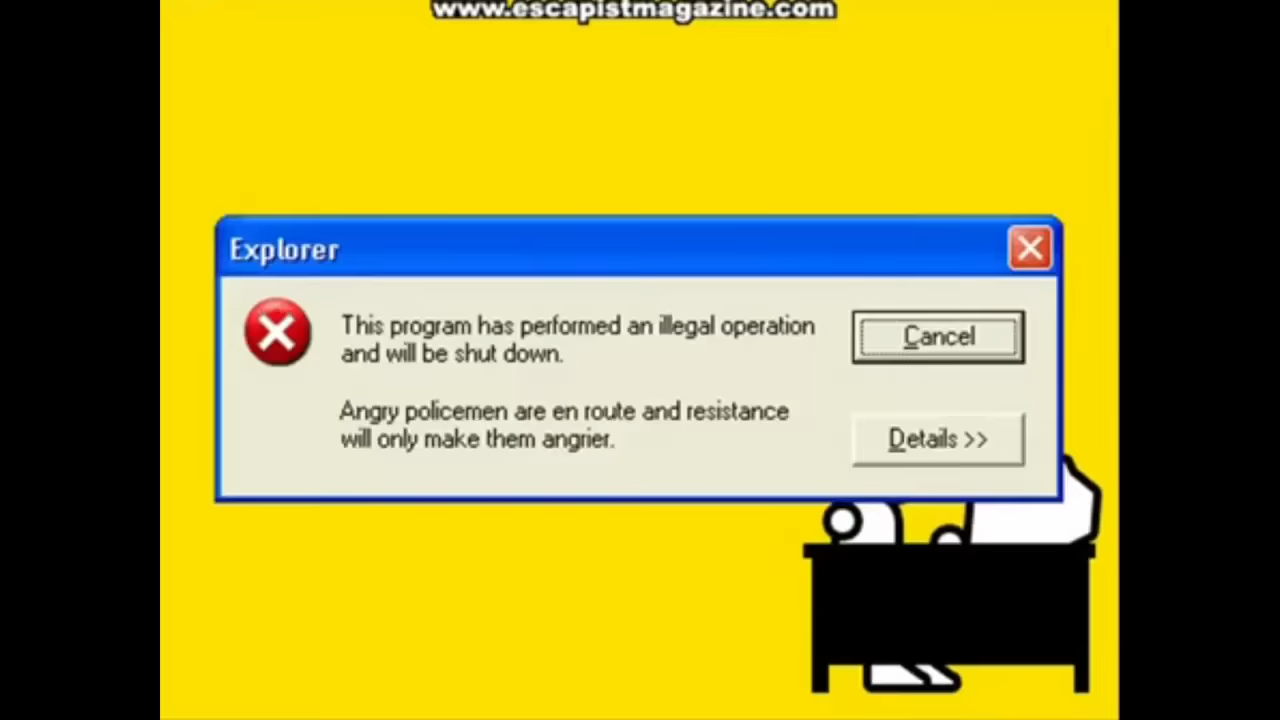 www.escapistmagazine.com
Explorer
This program has performed an illegal operation
and will be shut down.
Cancel
Angry policemen are en route and resistance
will only make them angrier.
Details >>